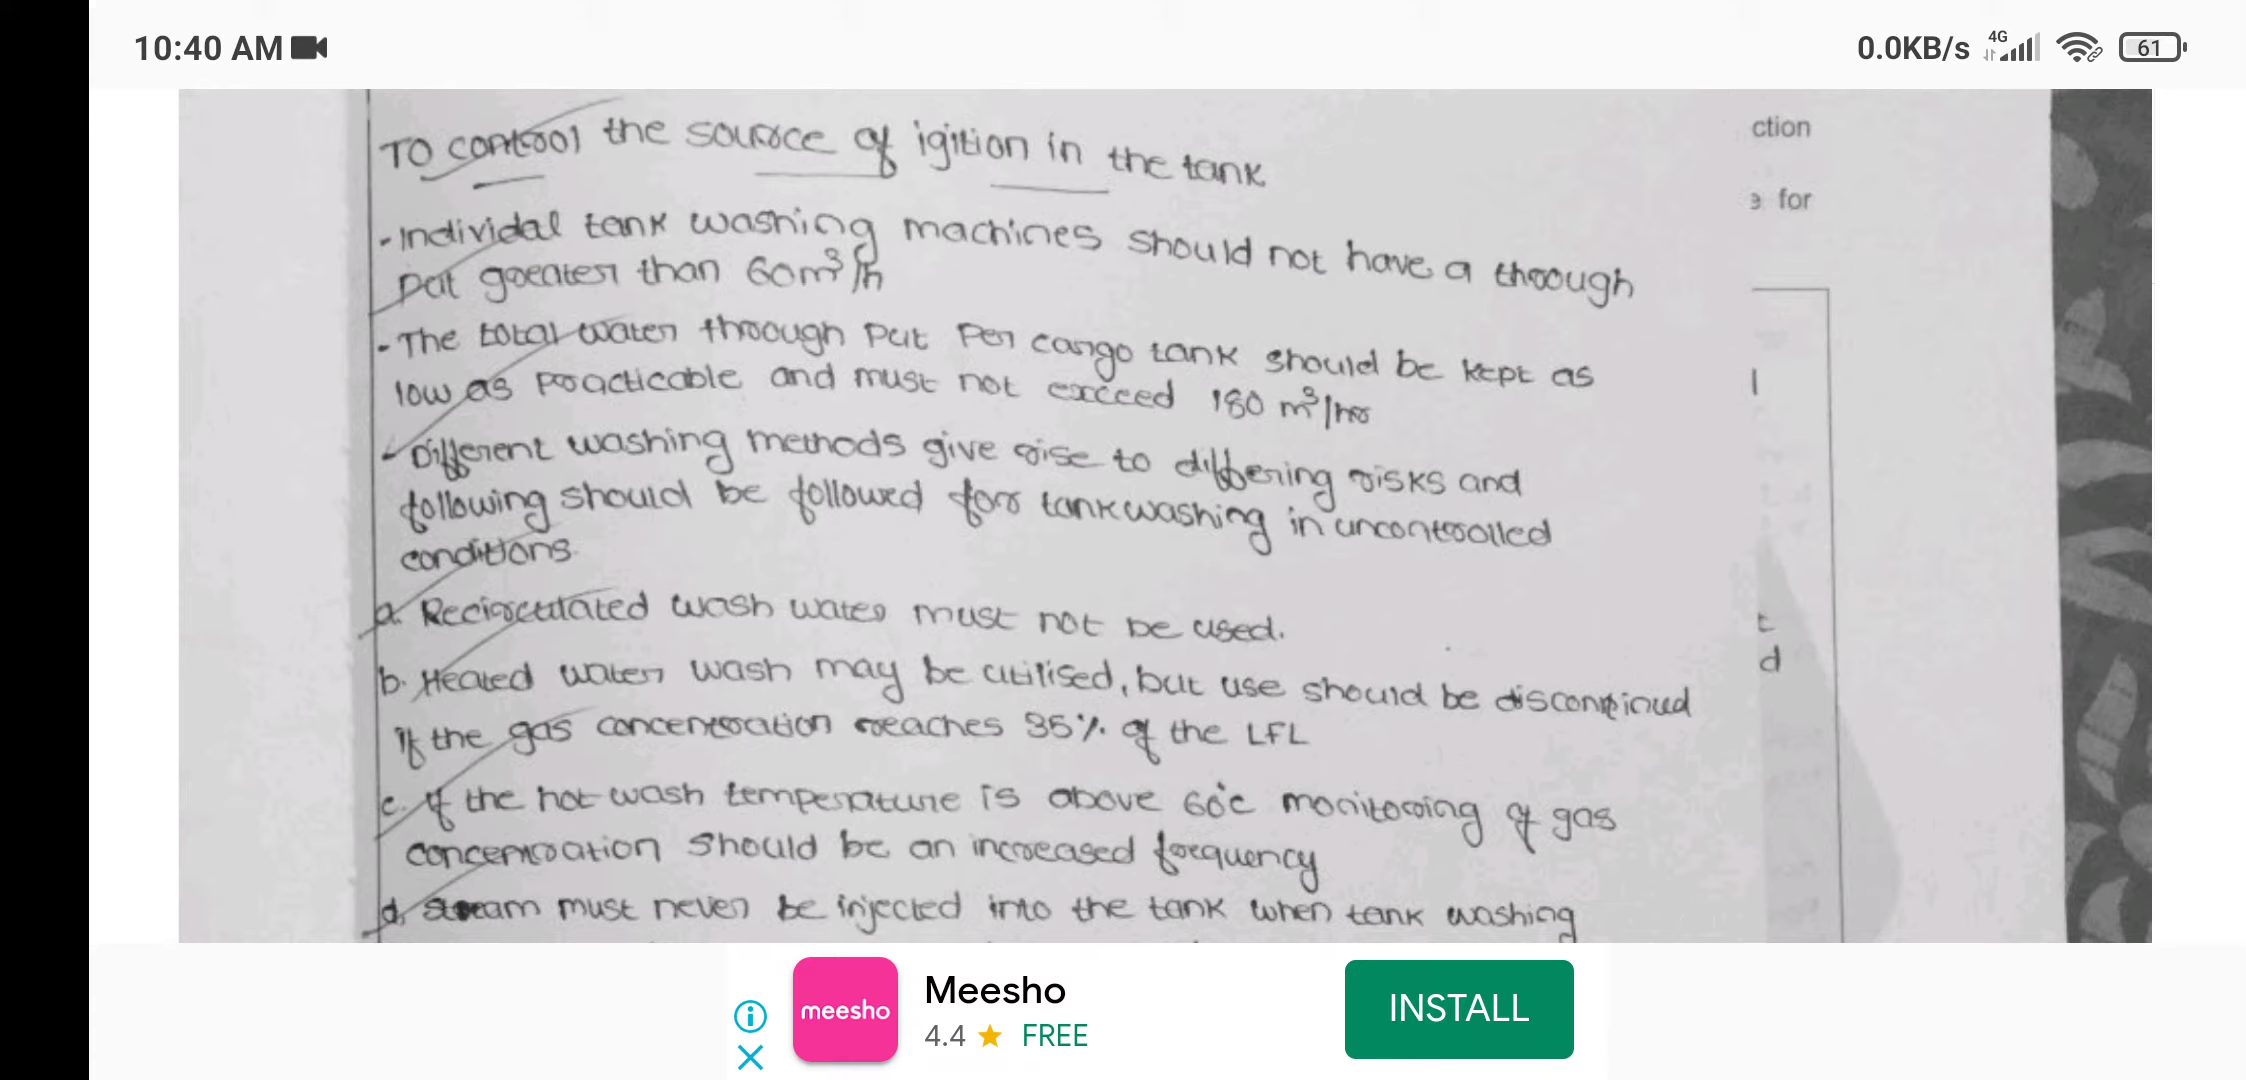 10:40 AM
0.0KB/s 4G 61
ction
e for
TO control the source of igition in the tank
- Individal tank washing machines should not have a through
put greater than 60m³/h
- The total water through put Per cargo tank should be kept as
low as practicable and must not exceed 180 m³/hr
- Different washing methods give rise to differing risks and
following should be followed for tank washing in uncontrolled
conditions.
a. Recirculated wash water must not be used.
b. Heated water wash may be utilised, but use should be discontinued
if the gas concentration reaches 35% of the LFL
c. If the hot wash temperature is above 60°c monitoring of gas
concentration should be an increased frequency
d. Steam must never be injected into the tank when tank washing
d
meesho
Meesho
4.4 ★ FREE
INSTALL